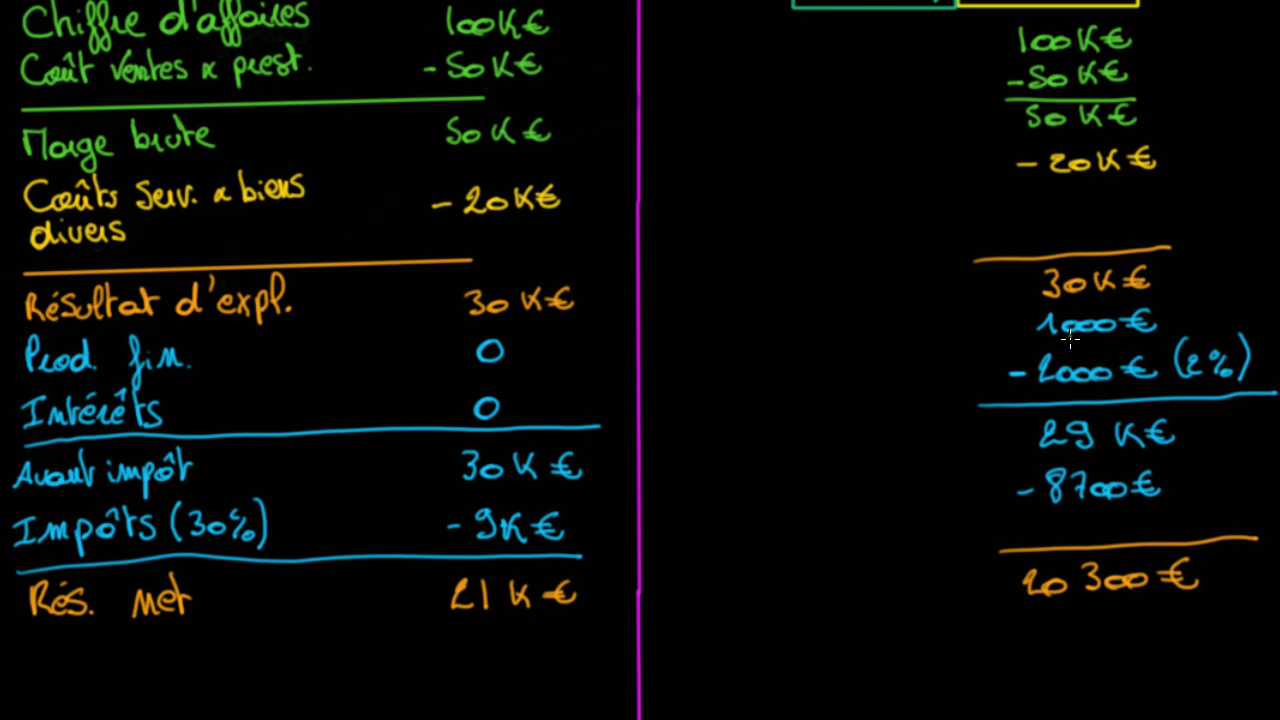 Chiffre d'affaires 100K€
Coût ventes & prest. -50K€
Marge brute 50K€
Coûts serv. & biens -20K€
divers
Résultat d'expl. 30K€
Prod. fin. 0
Intérêts 0
Avant impôt 30K€
Impôts (30%) -9K€
Rés. net 21K€
100K€
-50K€
50K€
-20K€
30K€
1000€
-2000€ (2%)
29K€
-8700€
20 300€